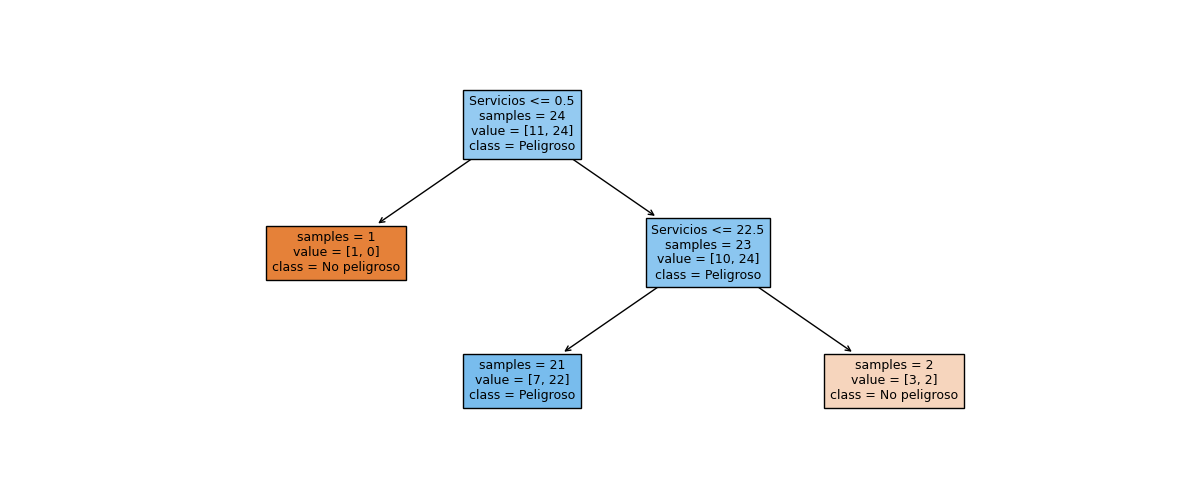 Servicios <= 0.5
samples = 24
value = [11, 24]
class = Peligroso
samples = 1
value = [1, 0]
class = No peligroso
Servicios <= 22.5
samples = 23
value = [10, 24]
class = Peligroso
samples = 21
value = [7, 22]
class = Peligroso
samples = 2
value = [3, 2]
class = No peligroso